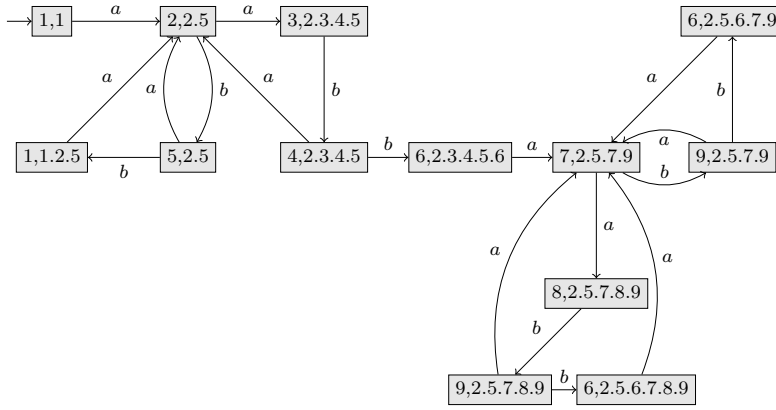 1,1 a 2,2.5 a 3,2.3.4.5 6,2.5.6.7.9
a a b a b a b
1,1.2.5 b 5,2.5 4,2.3.4.5 b 6,2.3.4.5.6 a 7,2.5.7.9 a b 9,2.5.7.9
a a a
8,2.5.7.8.9
b
9,2.5.7.8.9 b 6,2.5.6.7.8.9